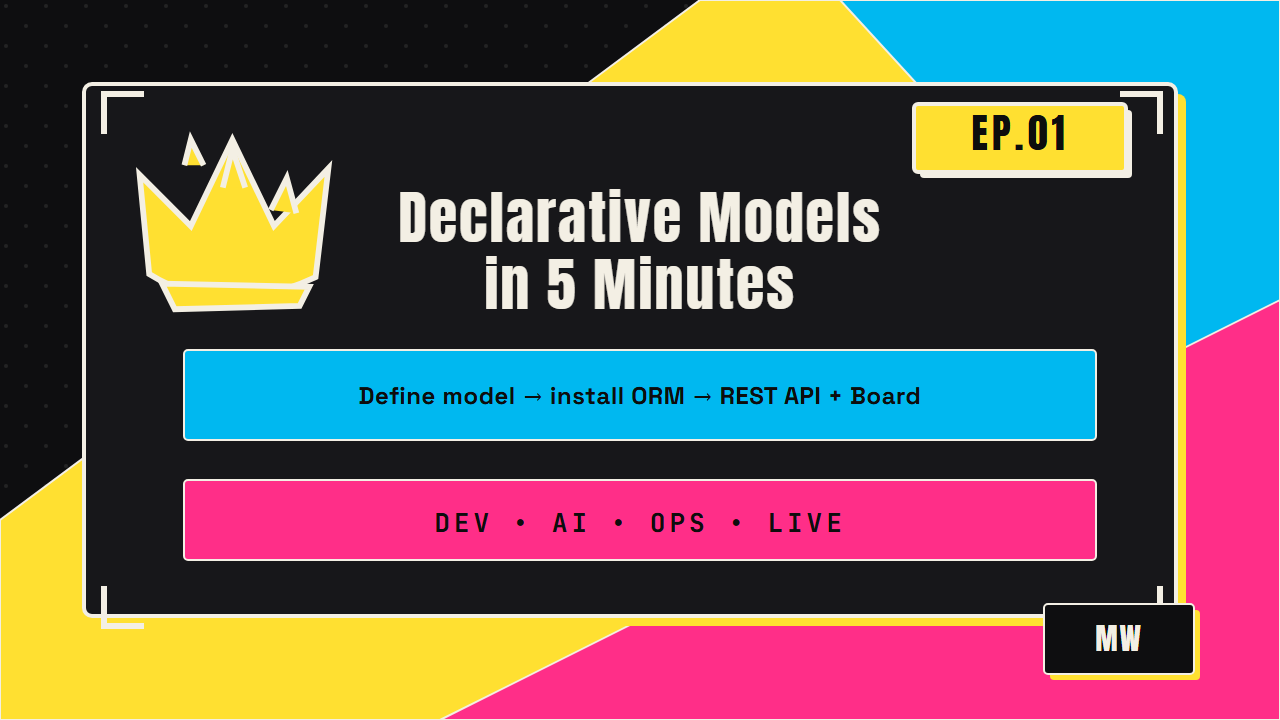 EP.01
Declarative Models
in 5 Minutes
Define model → install ORM → REST API + Board
DEV • AI • OPS • LIVE
MW